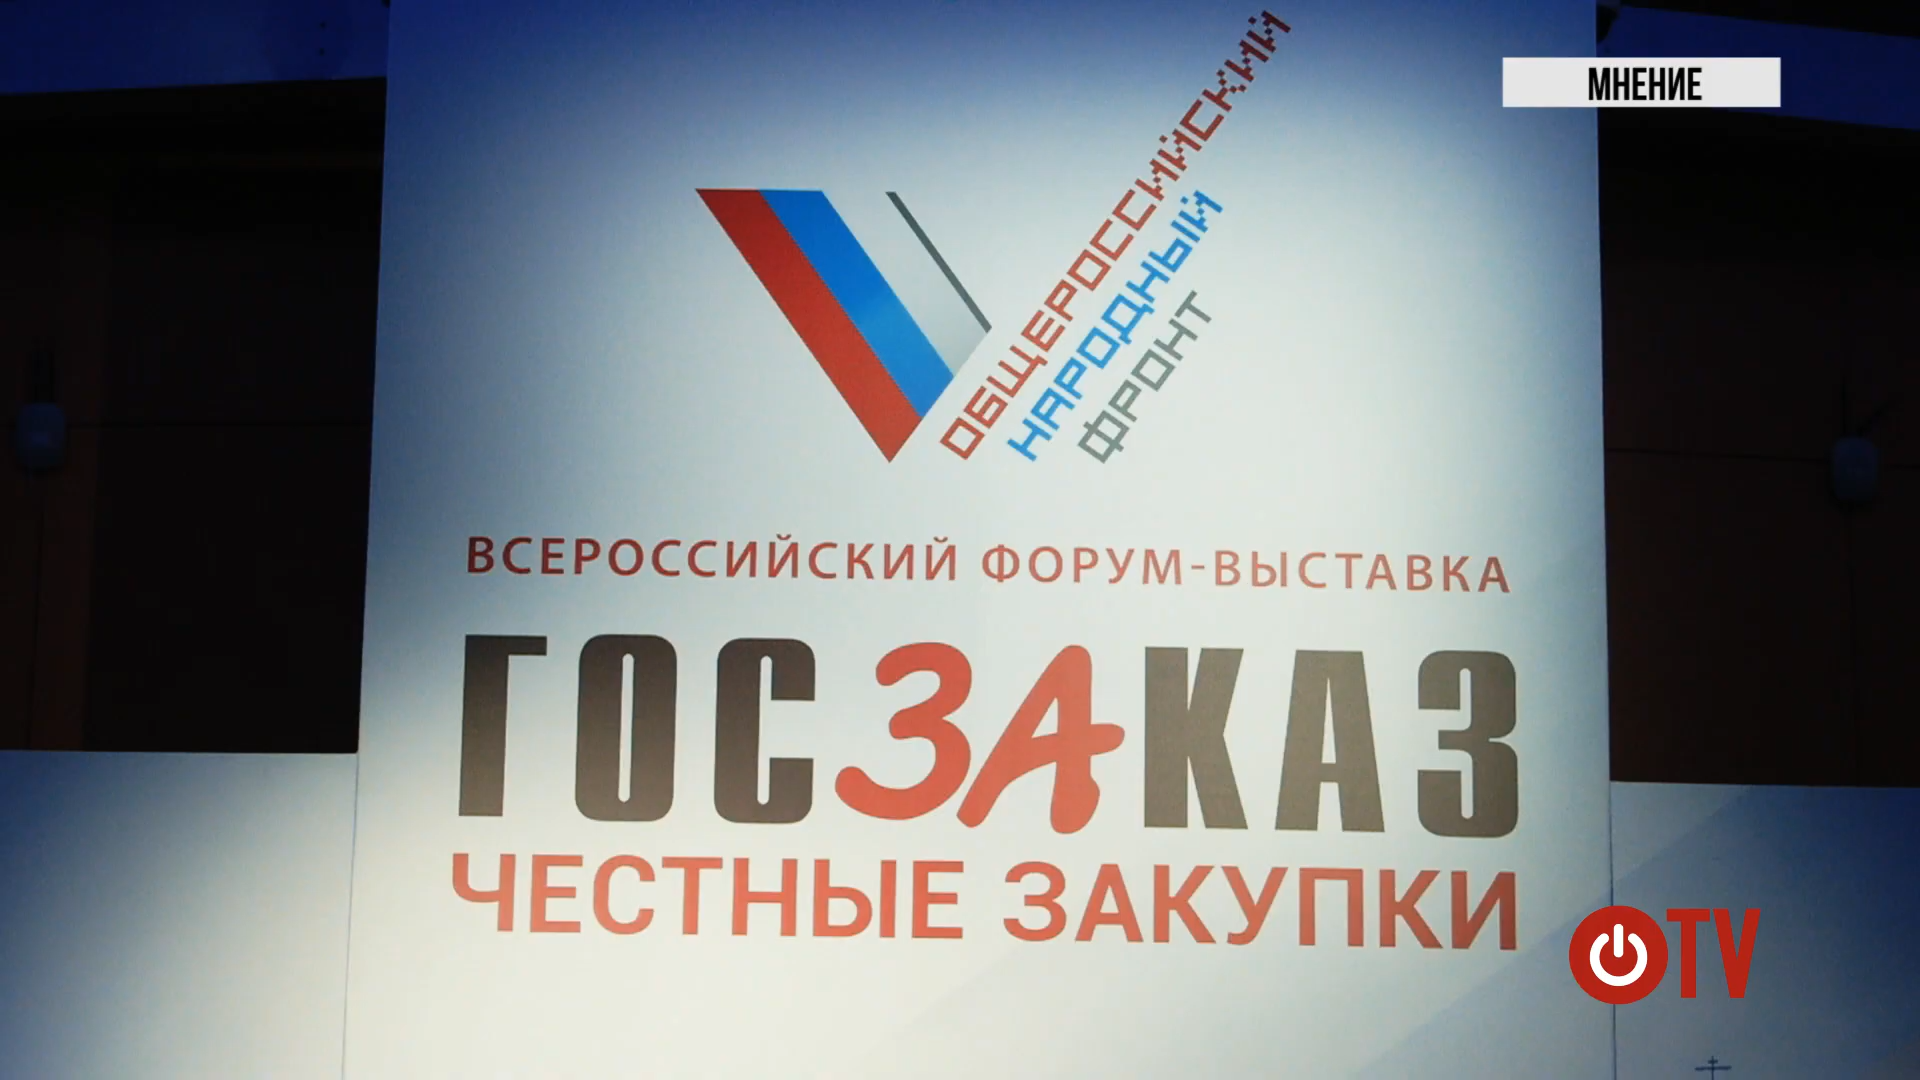 МНЕНИЕ
ОБЩЕРОССИЙСКИЙ
НАРОДНЫЙ
ФРОНТ
ВСЕРОССИЙСКИЙ ФОРУМ-ВЫСТАВКА
ГОСЗАКАЗ
ЧЕСТНЫЕ ЗАКУПКИ
TV